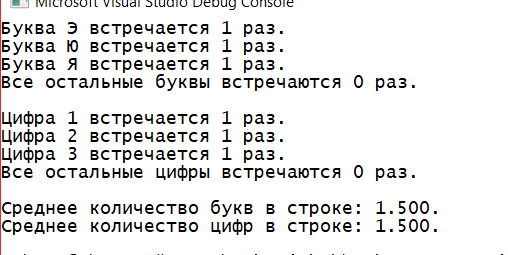 Microsoft Visual Studio Debug Console
Буква Э встречается 1 раз.
Буква Ю встречается 1 раз.
Буква Я встречается 1 раз.
Все остальные буквы встречаются 0 раз.
Цифра 1 встречается 1 раз.
Цифра 2 встречается 1 раз.
Цифра 3 встречается 1 раз.
Все остальные цифры встречаются 0 раз.
Среднее количество букв в строке: 1.500.
Среднее количество цифр в строке: 1.500.